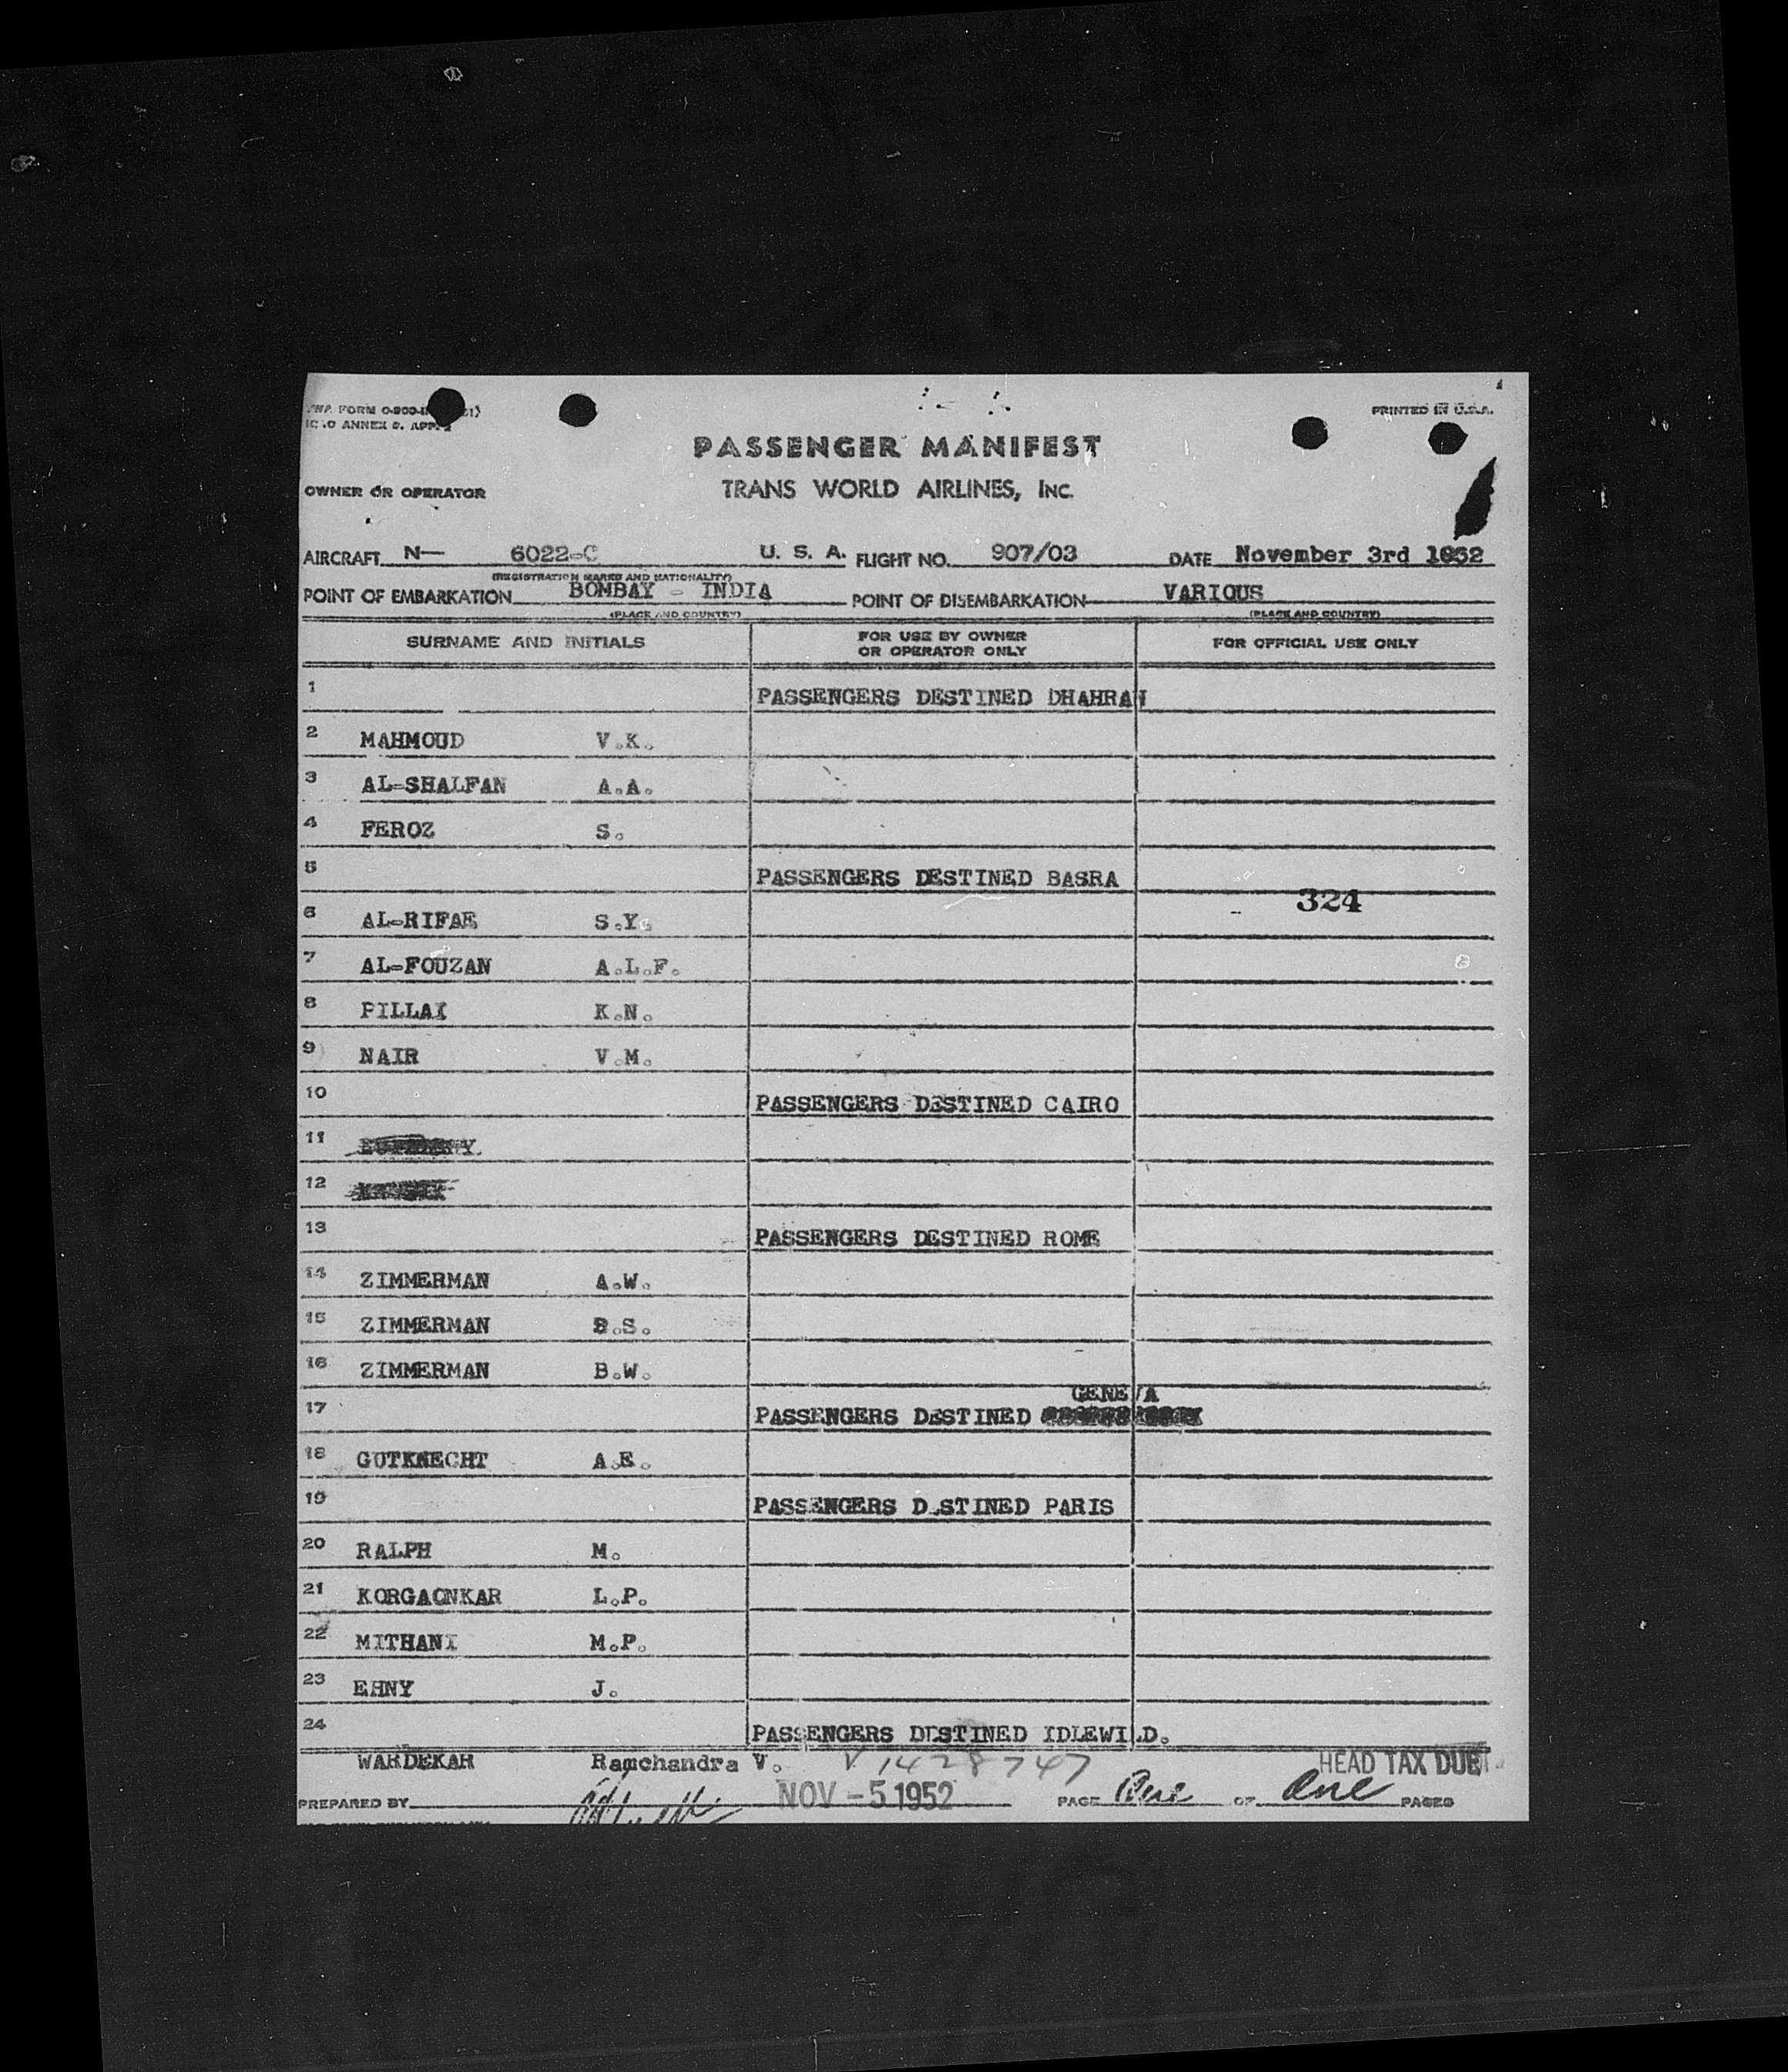 PRINTED IN U.S.A.
PASSENGER MANIFEST
OWNER OR OPERATOR TRANS WORLD AIRLINES, INC.
AIRCRAFT N— 6022-C U. S. A. FLIGHT NO. 907/03 DATE November 3rd 1952
(REGISTRATION MARKS AND NATIONALITY)
POINT OF EMBARKATION BOMBAY - INDIA POINT OF DISEMBARKATION VARIOUS
(PLACE AND COUNTRY) (PLACE AND COUNTRY)
SURNAME AND INITIALS FOR USE BY OWNER OR OPERATOR ONLY FOR OFFICIAL USE ONLY
1 PASSENGERS DESTINED DHAHRAN
2 MAHMOUD V.K.
3 AL-SHALFAN A.A.
4 FEROZ S.
5 PASSENGERS DESTINED BASRA
324
6 AL-RIFAE S.Y.
7 AL-FOUZAN A.L.F.
8 PILLAI K.N.
9 NAIR V.M.
10 PASSENGERS DESTINED CAIRO
11
12
13 PASSENGERS DESTINED ROME
14 ZIMMERMAN A.W.
15 ZIMMERMAN S.
16 ZIMMERMAN B.W.
GENEVA
17 PASSENGERS DESTINED
18 GUTKNECHT A.E.
19 PASSENGERS DESTINED PARIS
20 RALPH M.
21 KORGAONKAR L.P.
22 MITHANI M.P.
23 EHNY J.
24 PASSENGERS DESTINED IDLEWILD.
WARDEKAR Ramchandra V. V 1428747 HEAD TAX DUE
PREPARED BY NOV -5 1952 PAGE One OF One PAGES